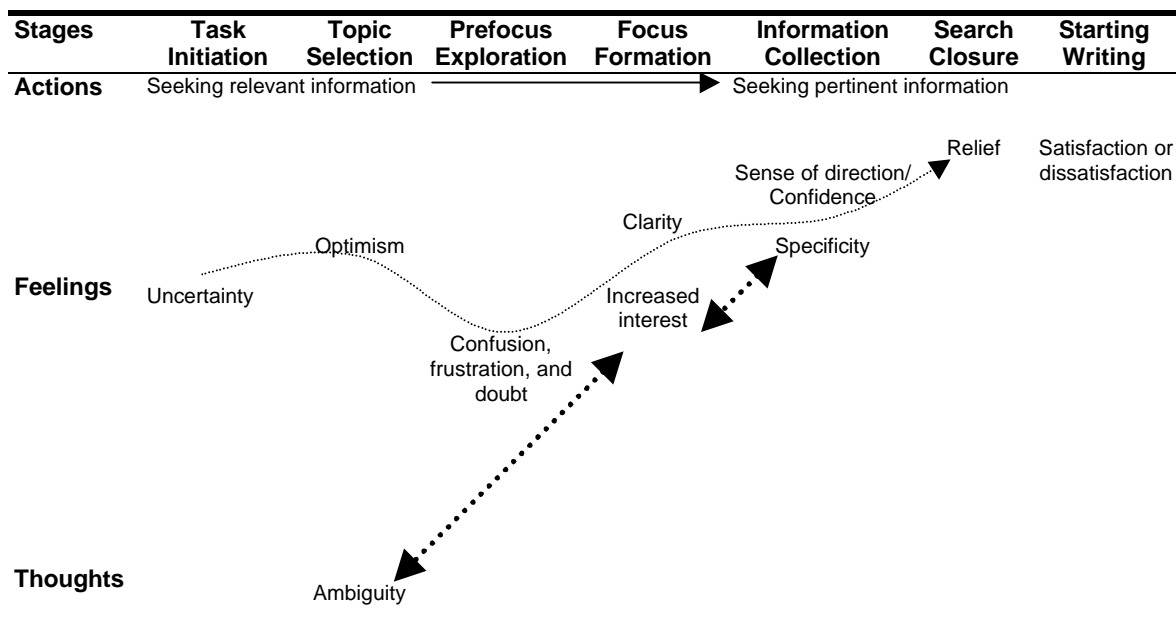 Stages Task Initiation Topic Selection Prefocus Exploration Focus Formation Information Collection Search Closure Starting Writing
Actions Seeking relevant information Seeking pertinent information
Relief Satisfaction or
dissatisfaction
Sense of direction/
Confidence
Clarity
Optimism Specificity
Feelings
Uncertainty Increased
interest
Confusion,
frustration, and
doubt
Thoughts
Ambiguity